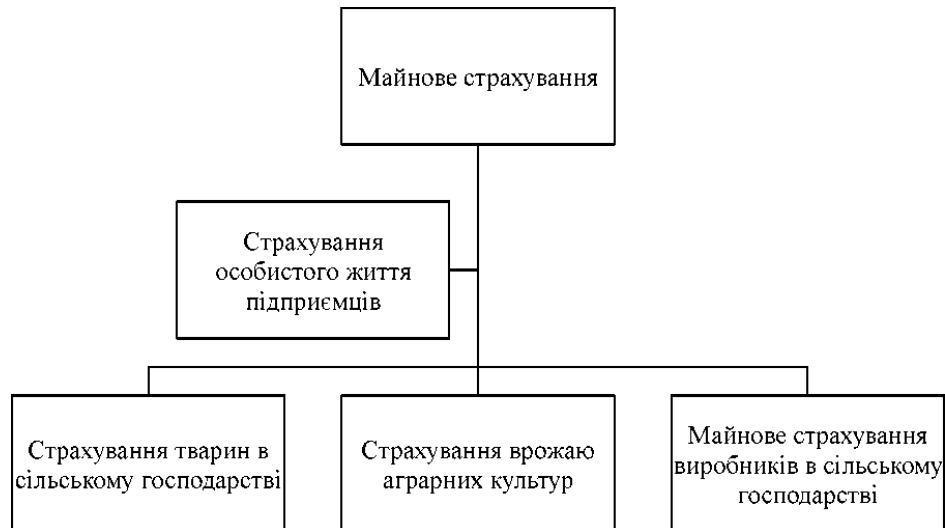 Майнове страхування
Страхування
особистого життя
підприємців
Страхування тварин в
сільському господарстві
Страхування врожаю
аграрних культур
Майнове страхування
виробників в сільському
господарстві